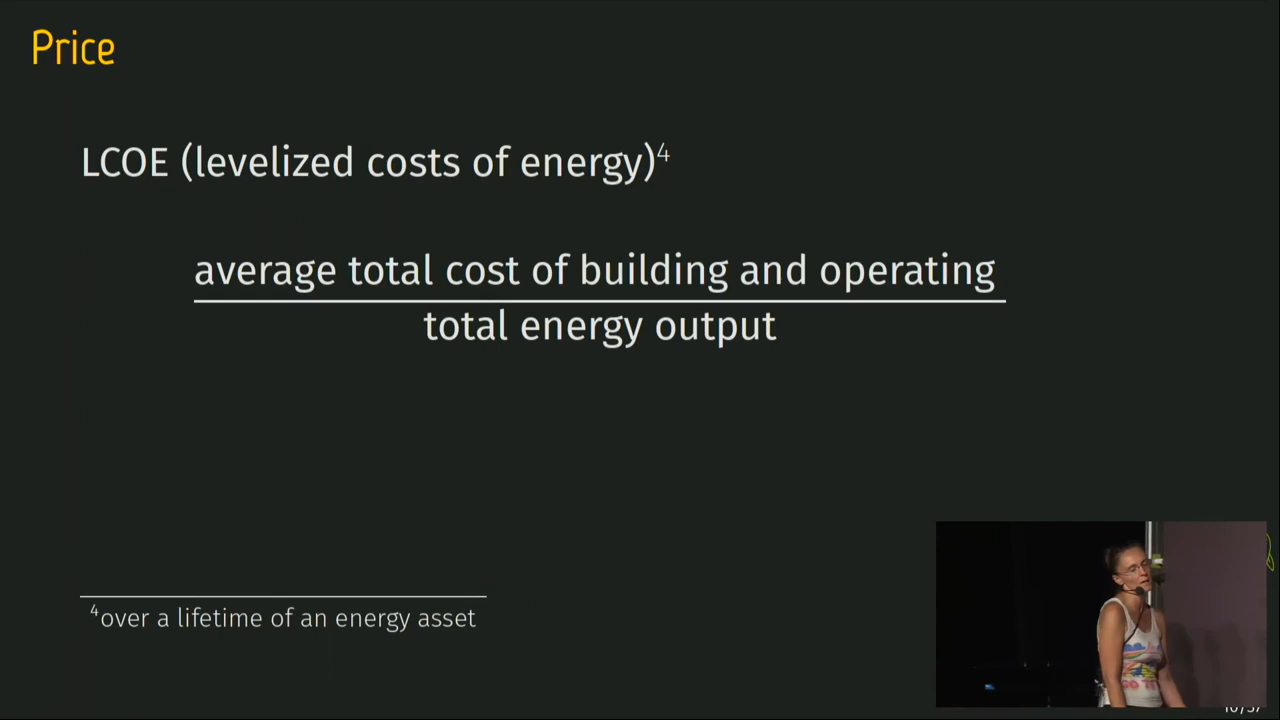 Price
LCOE (levelized costs of energy)4
average total cost of building and operating
total energy output
4over a lifetime of an energy asset